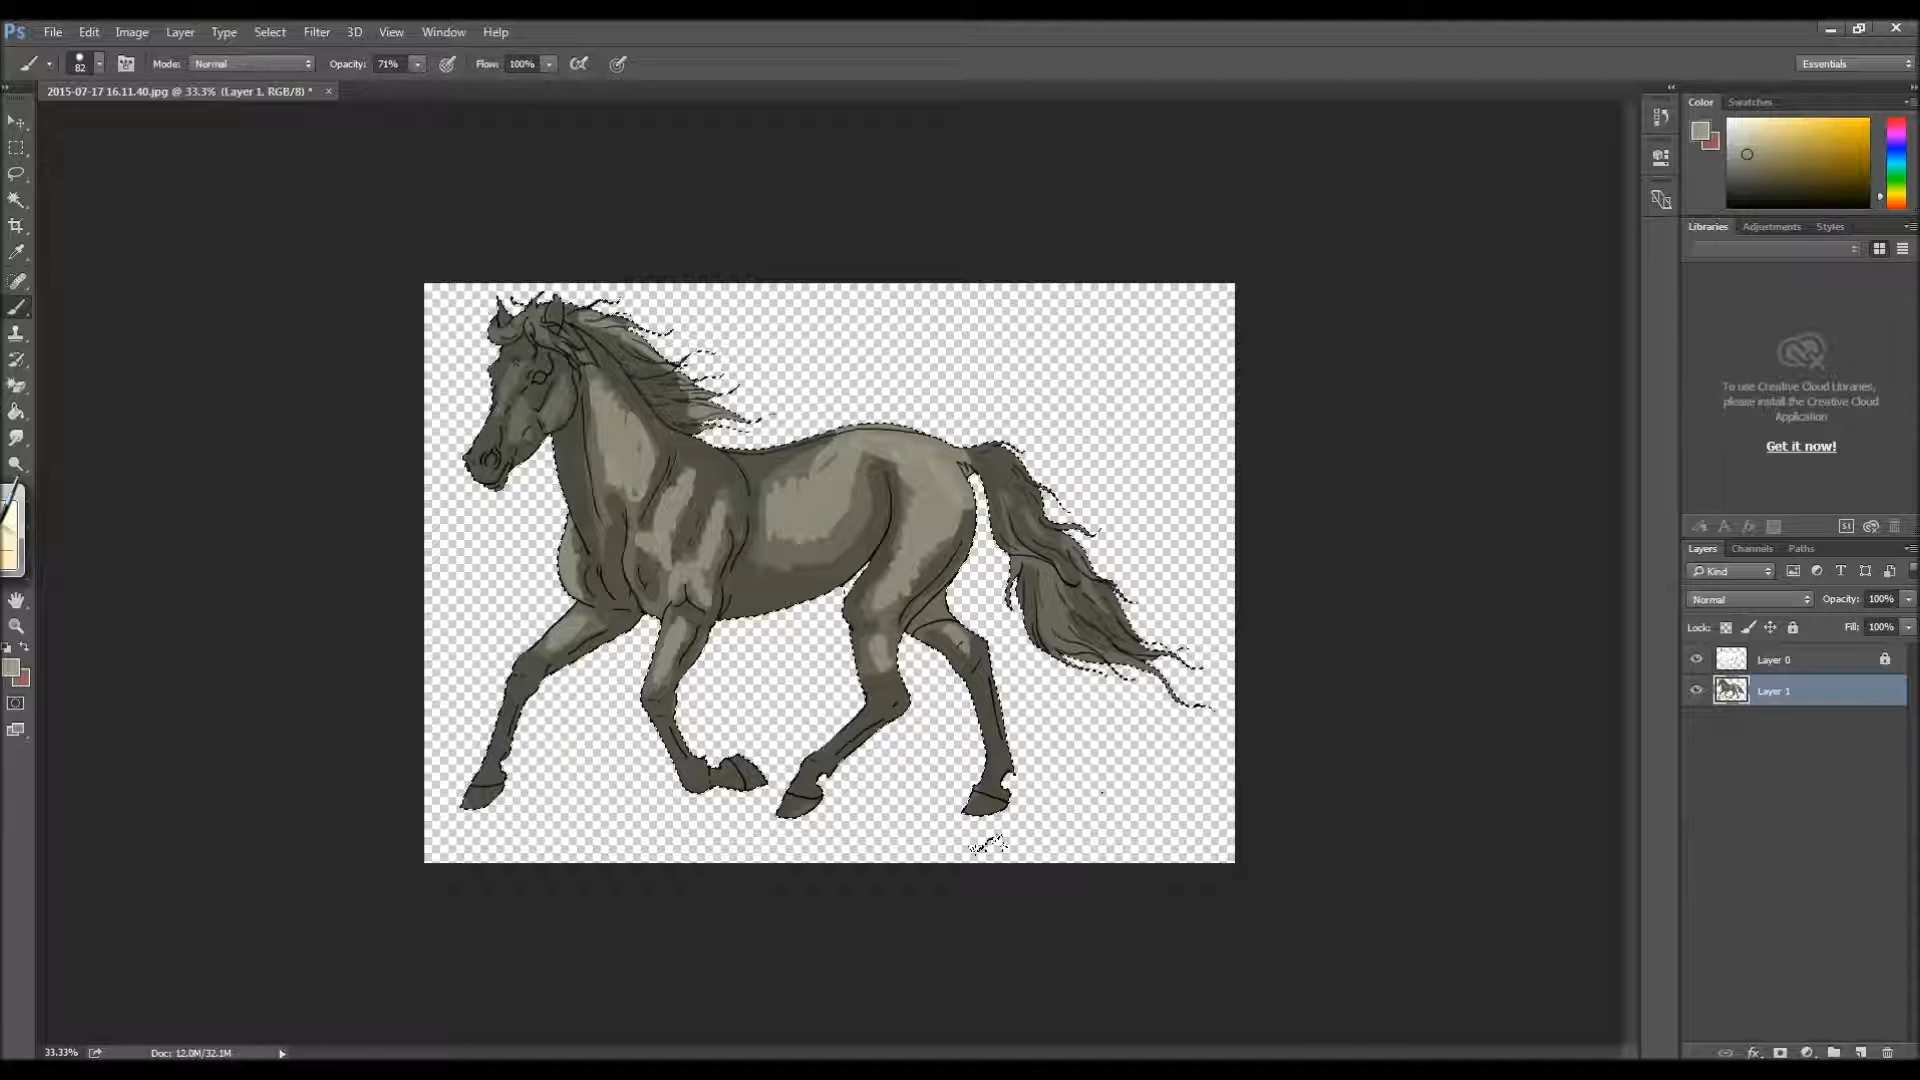 Ps File Edit Image Layer Type Select Filter 3D View Window Help
82 Mode: Normal Opacity: 71% Flow: 100% Essentials
2015-07-17 16.11.40.jpg @ 33.3% (Layer 1, RGB/8) * ×
Color Swatches
Libraries Adjustments Styles
To use Creative Cloud Libraries,
please install the Creative Cloud
Application
Get it now!
Layers Channels Paths
Kind
Normal Opacity: 100%
Lock: Fill: 100%
Layer 0
Layer 1
33.33% Doc: 12.0M/32.1M